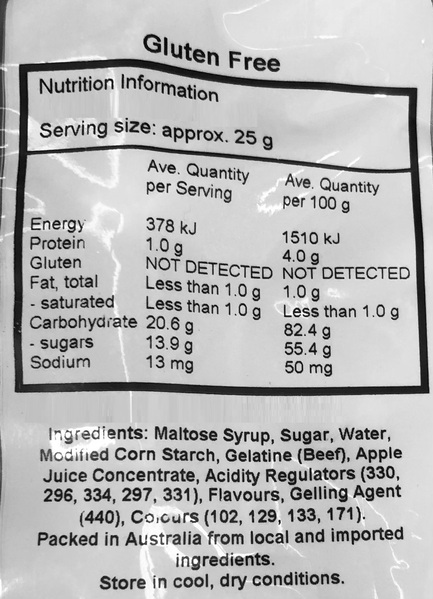 Gluten Free
Nutrition Information
Serving size: approx. 25 g
Ave. Quantity per Serving Ave. Quantity per 100 g
Energy 378 kJ 1510 kJ
Protein 1.0 g 4.0 g
Gluten NOT DETECTED NOT DETECTED
Fat, total Less than 1.0 g 1.0 g
- saturated Less than 1.0 g Less than 1.0 g
Carbohydrate 20.6 g 82.4 g
- sugars 13.9 g 55.4 g
Sodium 13 mg 50 mg
Ingredients: Maltose Syrup, Sugar, Water,
Modified Corn Starch, Gelatine (Beef), Apple
Juice Concentrate, Acidity Regulators (330,
296, 334, 297, 331), Flavours, Gelling Agent
(440), Colours (102, 129, 133, 171).
Packed in Australia from local and imported
ingredients.
Store in cool, dry conditions.